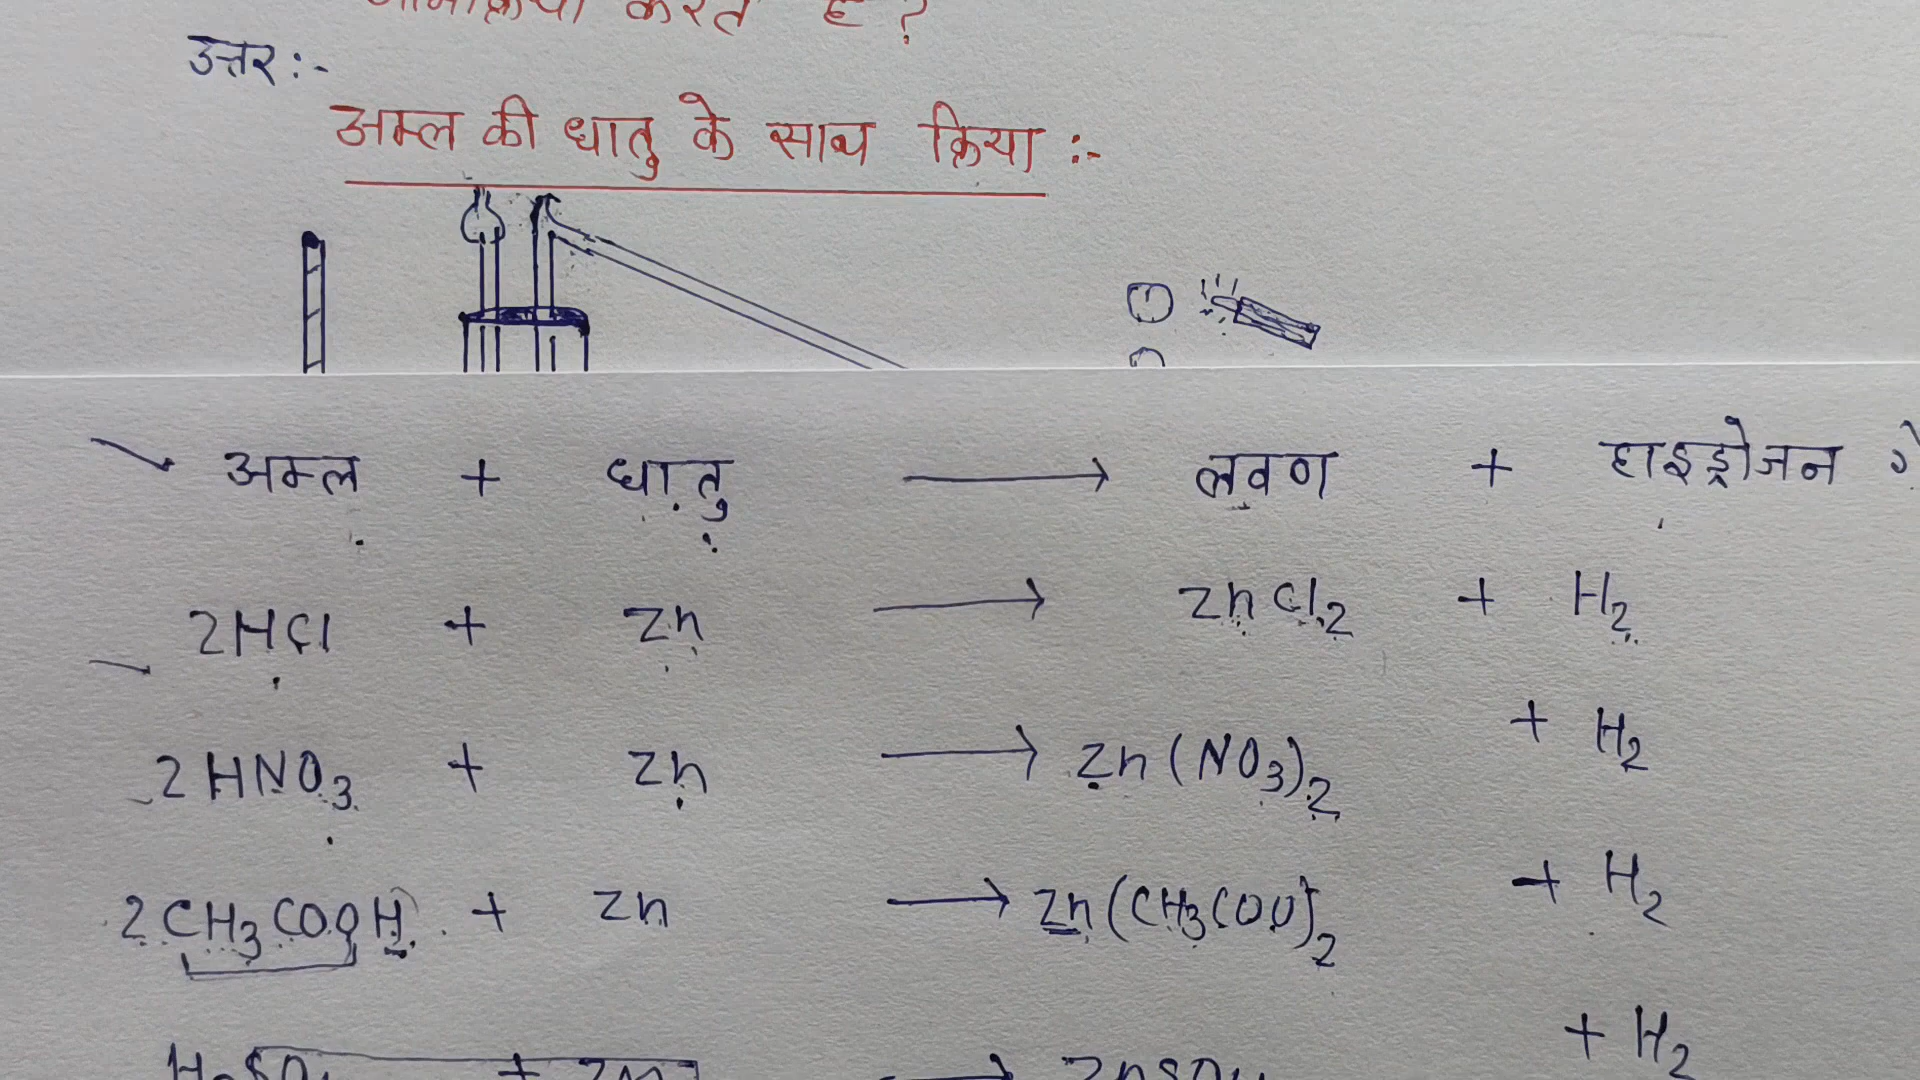 करते है ?
उत्तर :-
अम्ल की धातु के साथ क्रिया :-
अम्ल + धातु ⟶ लवण + हाइड्रोजन
2HCl + Zn ⟶ ZnCl₂ + H₂
2HNO₃ + Zn ⟶ Zn(NO₃)₂ + H₂
2CH₃COOH + Zn ⟶ Zn(CH₃COO)₂ + H₂
+ ⟶ + H₂